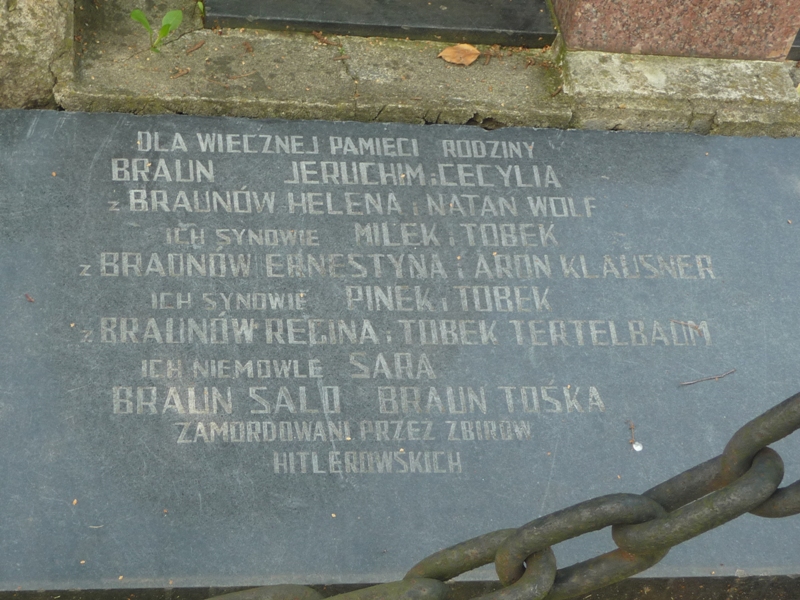 DLA WIECZNEJ PAMIĘCI RODZINY
BRAUN JERUCHIM i CECYLIA
z BRAUNÓW HELENA i NATAN WOLF
ICH SYNOWIE MILEK i TOBEK
z BRAUNÓW ERNESTYNA i ARON KLAUSNER
ICH SYNOWIE PINEK i TOBEK
z BRAUNÓW REGINA i TOBEK TERTELBAUM
ICH NIEMOWLE SARA
BRAUN SALO BRAUN TOŚKA
ZAMORDOWANI PRZEZ ZBIRÓW
HITLEROWSKICH